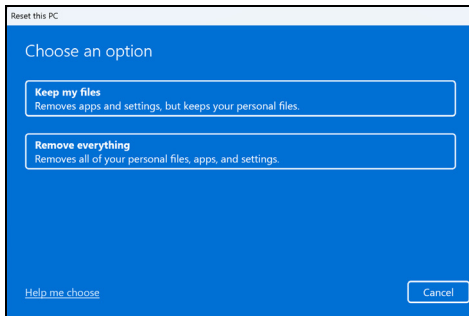 Reset this PC
Choose an option
Keep my files
Removes apps and settings, but keeps your personal files.
Remove everything
Removes all of your personal files, apps, and settings.
Help me choose
Cancel